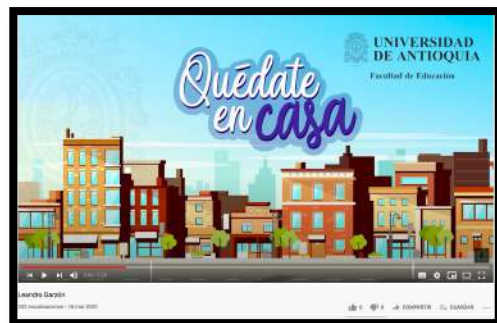 UNIVERSIDAD
DE ANTIOQUIA
Facultad de Educación
Quédate
en casa
Leandro Garzón
COMPARTIR
GUARDAR